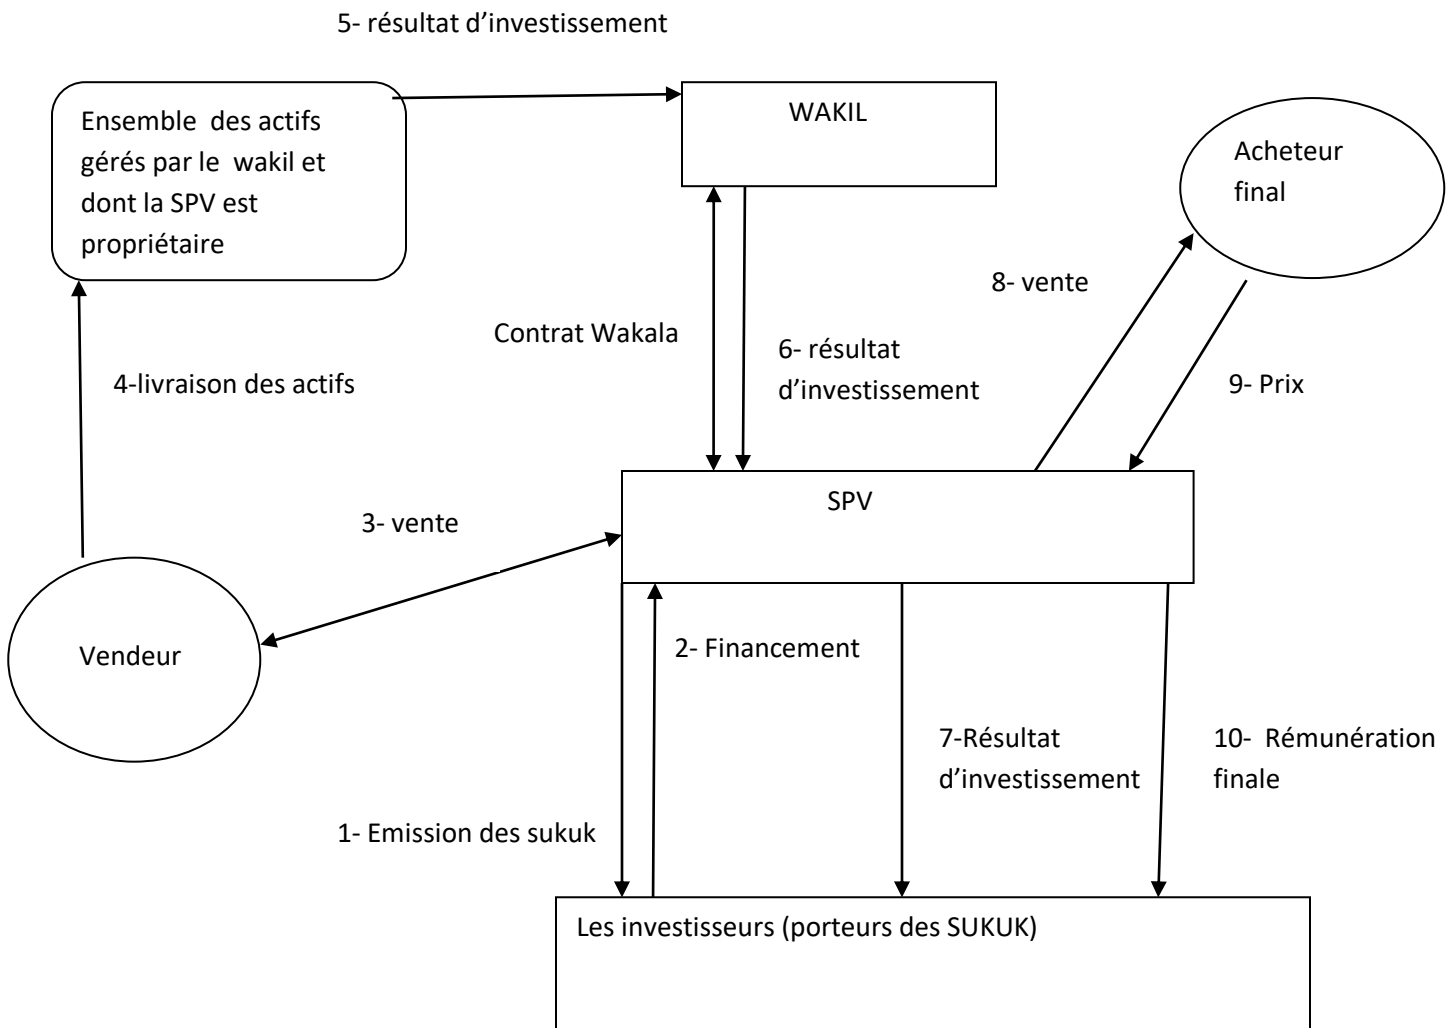 5- résultat d’investissement
Ensemble des actifs
gérés par le wakil et
dont la SPV est
propriétaire
WAKIL
Acheteur
final
8- vente
Contrat Wakala
6- résultat
d’investissement
4-livraison des actifs
9- Prix
SPV
3- vente
Vendeur
2- Financement
7-Résultat
d’investissement
10- Rémunération
finale
1- Emission des sukuk
Les investisseurs (porteurs des SUKUK)